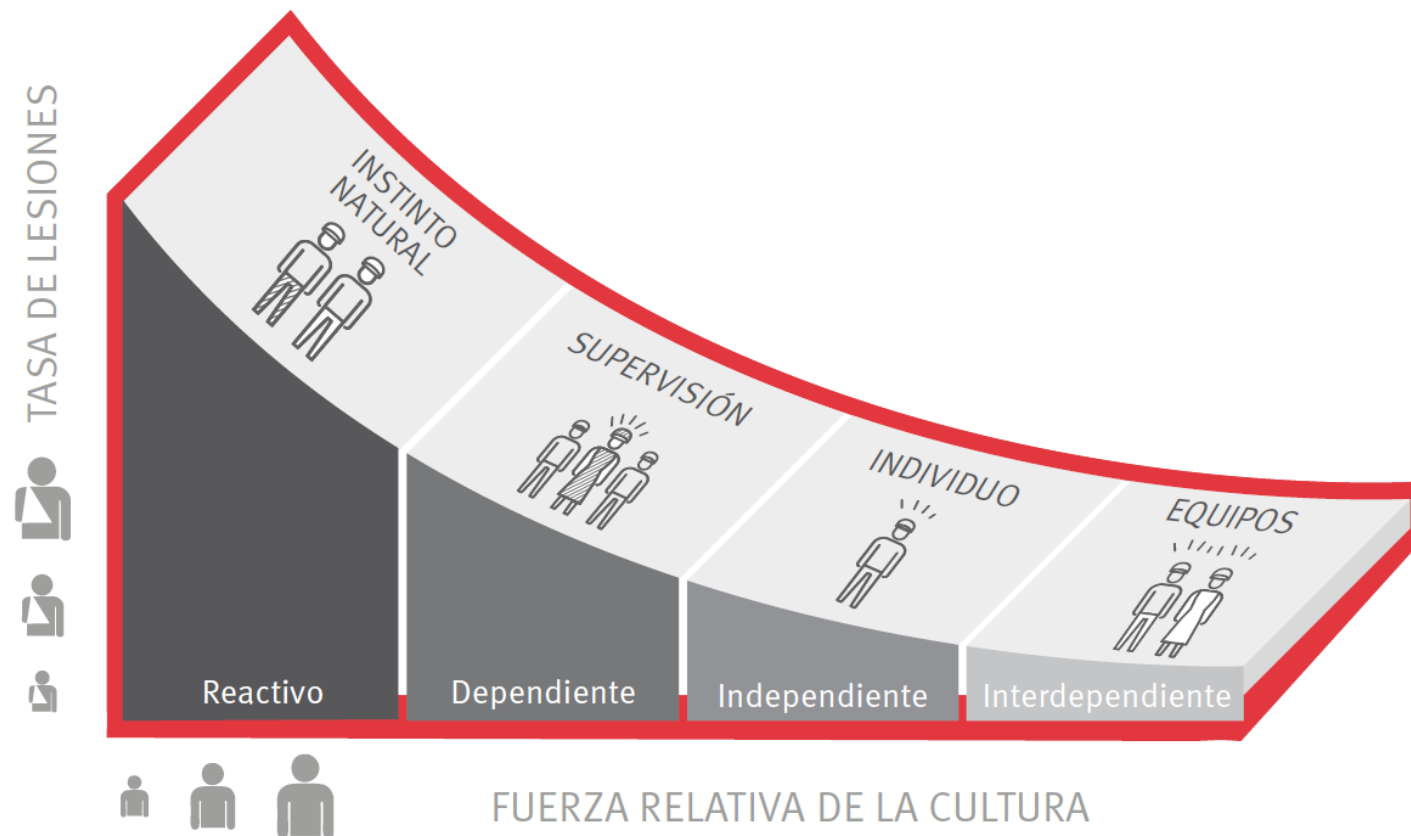 TASA DE LESIONES
INSTINTO
NATURAL
SUPERVISIÓN
INDIVIDUO
EQUIPOS
Reactivo
Dependiente
Independiente
Interdependiente
FUERZA RELATIVA DE LA CULTURA